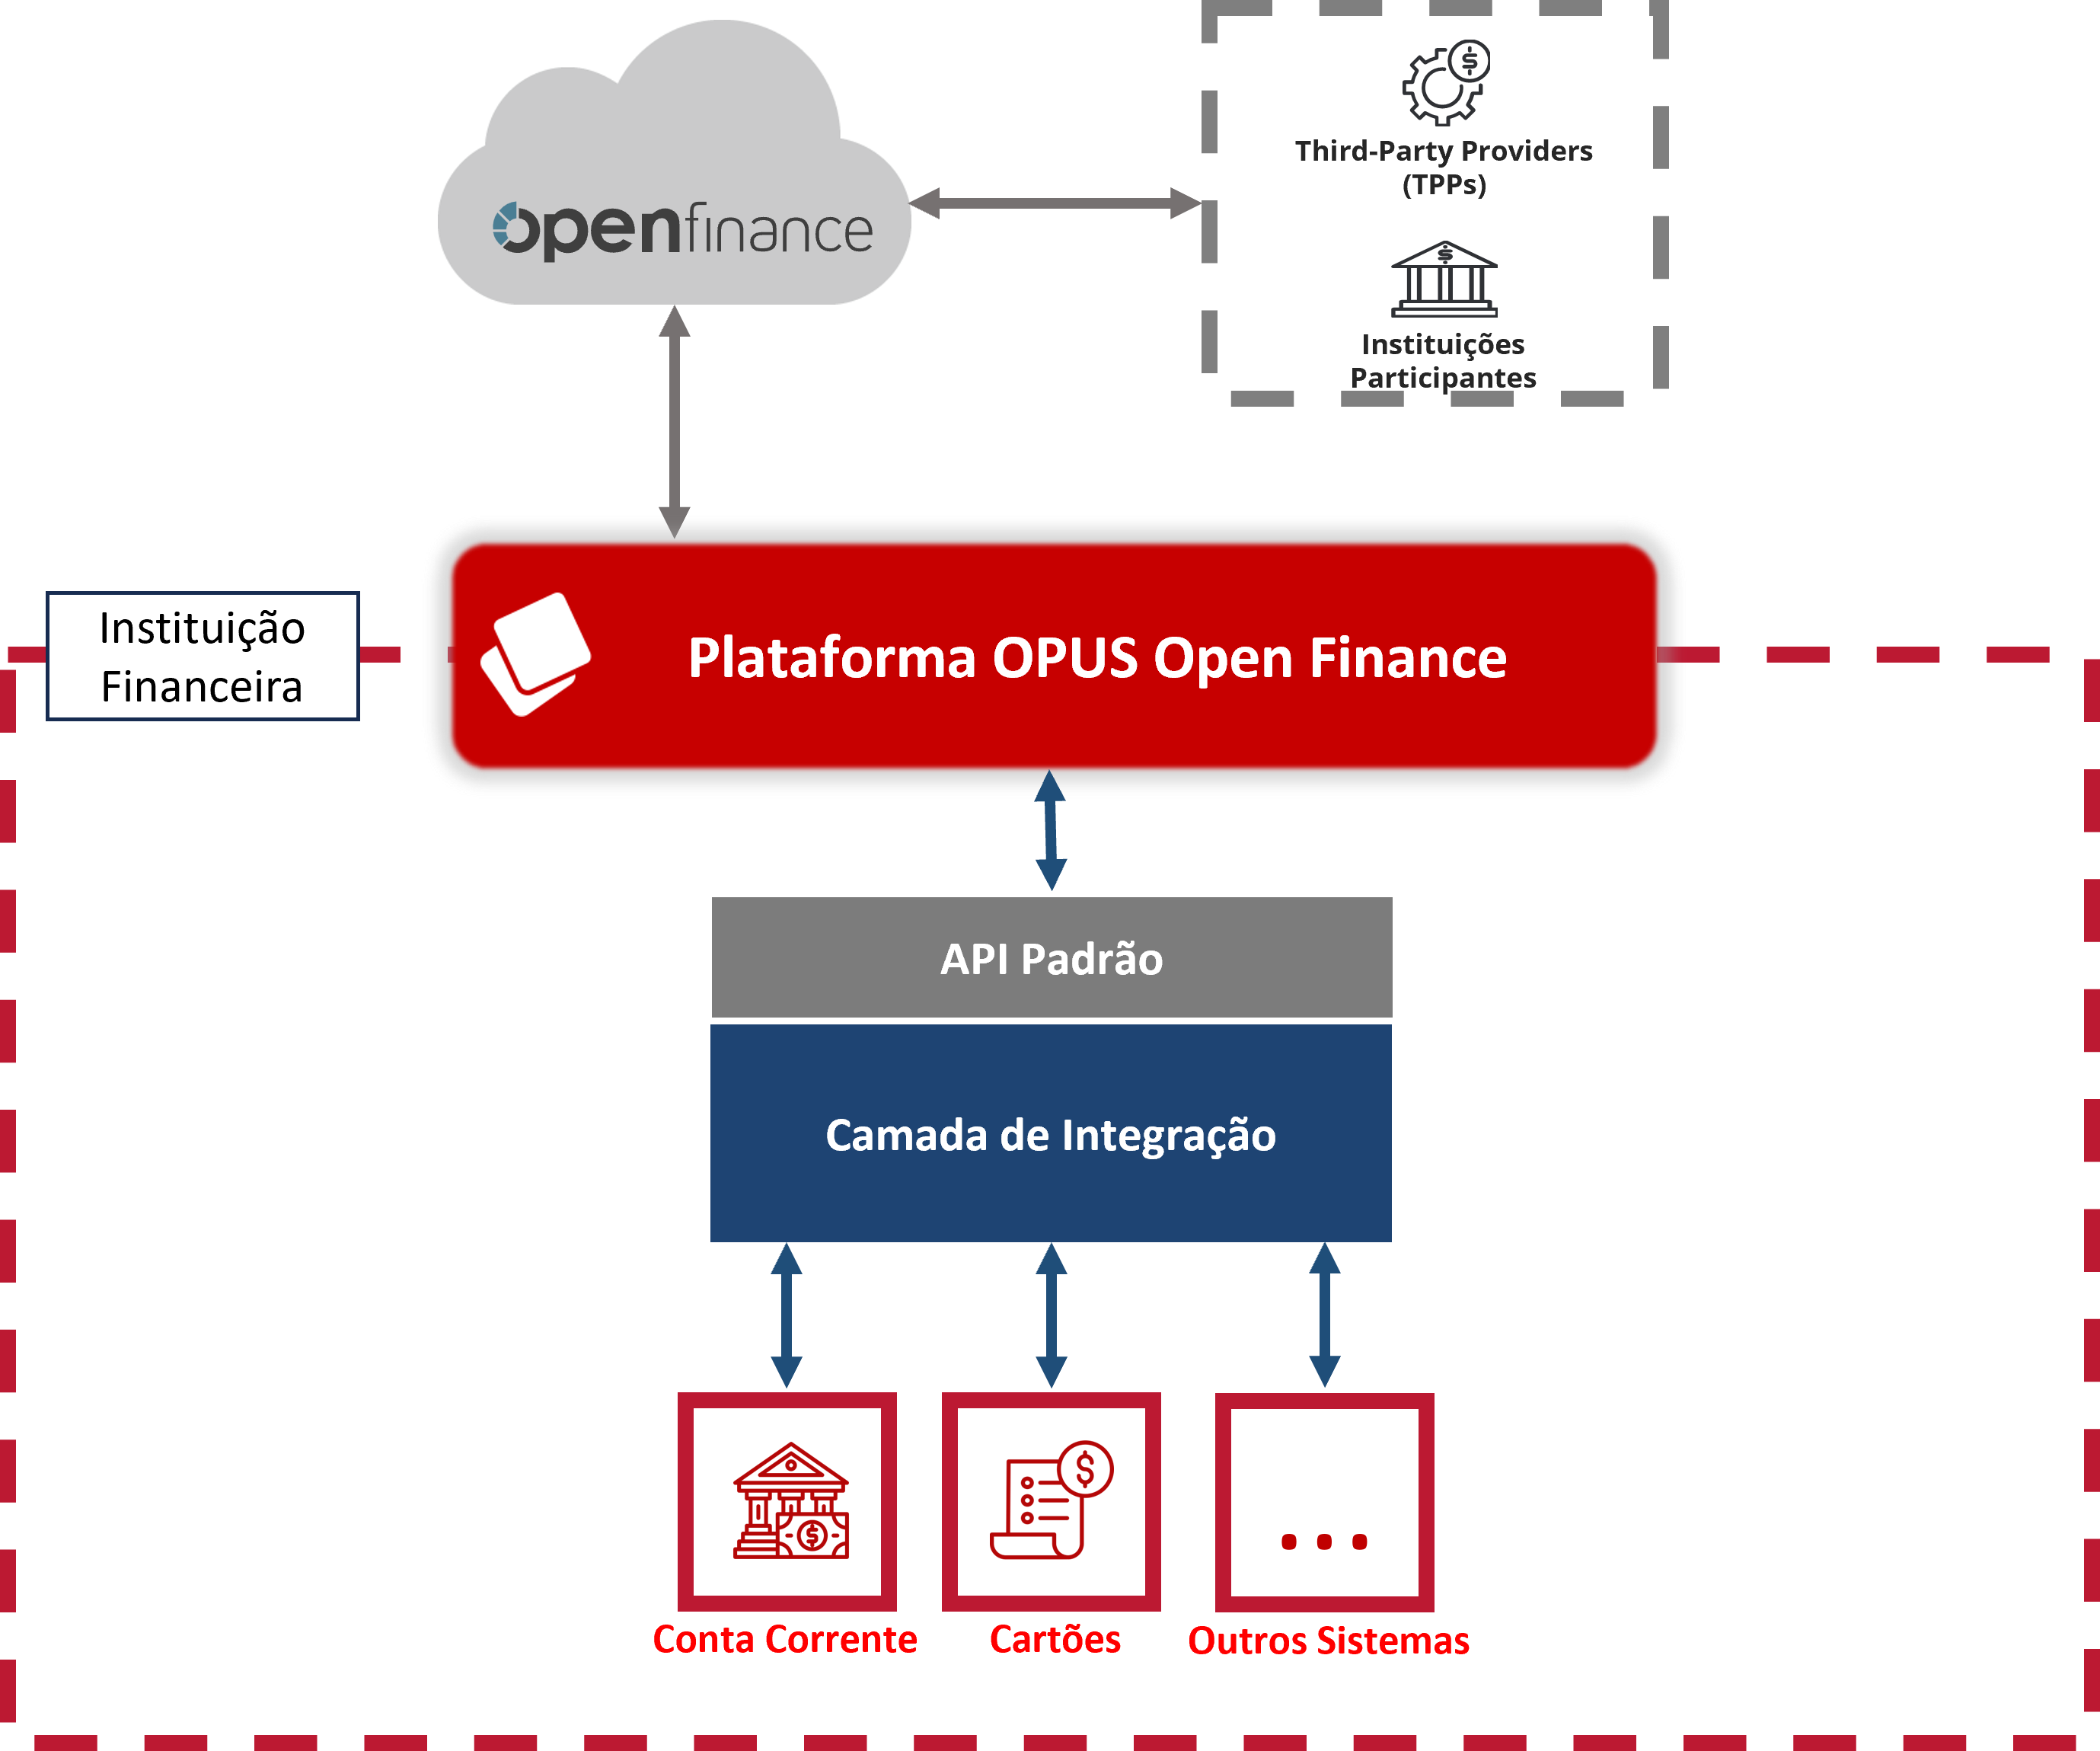 openfinance
Third-Party Providers
(TPPs)
Instituições
Participantes
Instituição
Financeira
Plataforma OPUS Open Finance
API Padrão
Camada de Integração
Conta Corrente
Cartões
Outros Sistemas